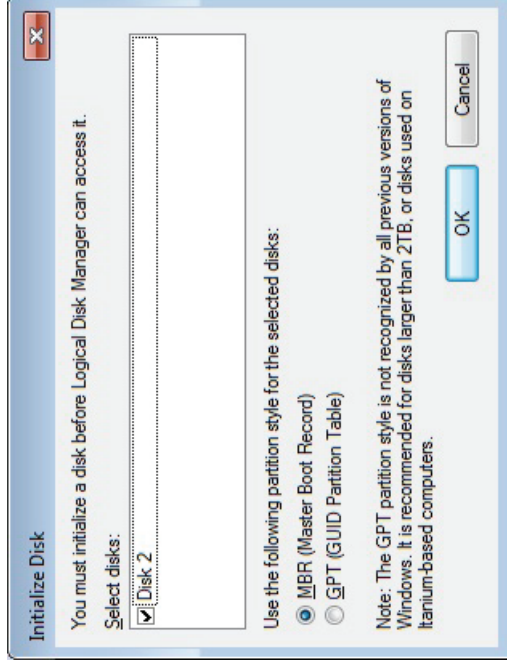 Initialize Disk
You must initialize a disk before Logical Disk Manager can access it.
Select disks:
Disk 2
Use the following partition style for the selected disks:
MBR (Master Boot Record)
GPT (GUID Partition Table)
Note: The GPT partition style is not recognized by all previous versions of
Windows. It is recommended for disks larger than 2TB, or disks used on
Itanium-based computers.
OK Cancel